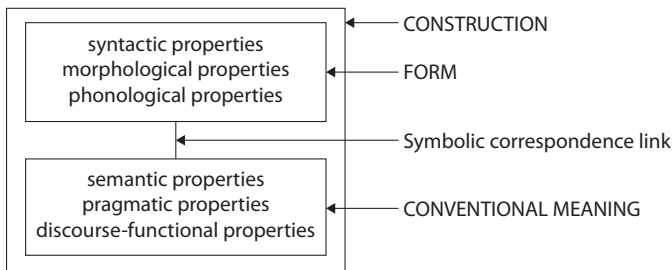 CONSTRUCTION
syntactic properties
morphological properties
phonological properties
FORM
Symbolic correspondence link
semantic properties
pragmatic properties
discourse-functional properties
CONVENTIONAL MEANING